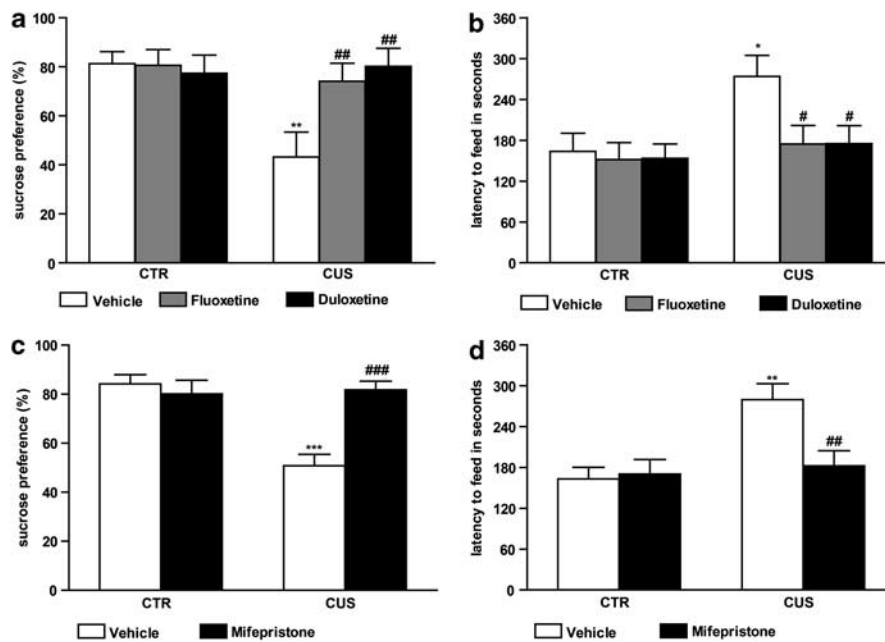 a
sucrose preference (%)
100
80
60
40
20
0
**
##
##
CTR
CUS
Vehicle
Fluoxetine
Duloxetine
b
latency to feed in seconds
360
300
240
180
120
60
0
*
#
#
CTR
CUS
Vehicle
Fluoxetine
Duloxetine
c
sucrose preference (%)
100
80
60
40
20
0
***
###
CTR
CUS
Vehicle
Mifepristone
d
latency to feed in seconds
360
300
240
180
120
60
0
**
##
CTR
CUS
Vehicle
Mifepristone